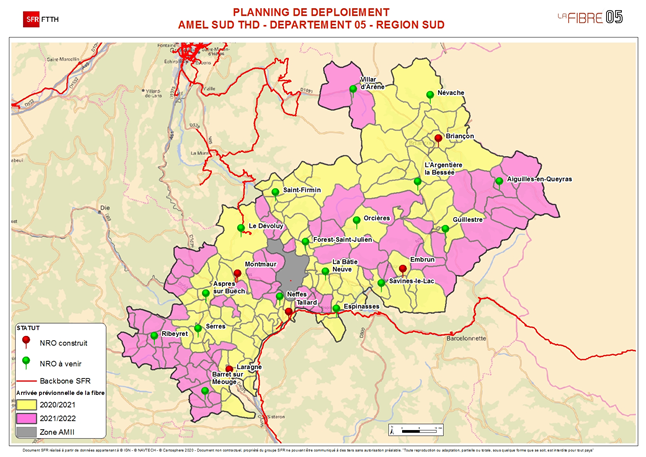 SFR FTTH
PLANNING DE DEPLOIEMENT
AMEL SUD THD - DEPARTEMENT 05 - REGION SUD
LA FIBRE 05
Villar
d'Arène
Névache
Briançon
L'Argentière
la Bessée
Aiguilles-en-Queyras
Saint-Firmin
Orcières
Guillestre
Le Dévoluy
Forest-Saint-Julien
Montmaur
La Bâtie
Neuve
Embrun
Savines-le-Lac
Aspres
sur Buëch
Neffes
Tallard
Espinasses
Serres
Ribeyret
Laragne
Barret sur
Méouge
Barcelonnette
Die
STATUT
NRO construit
NRO à venir
Backbone SFR
Arrivée prévionnelle de la fibre
2020/2021
2021/2022
Zone AMII